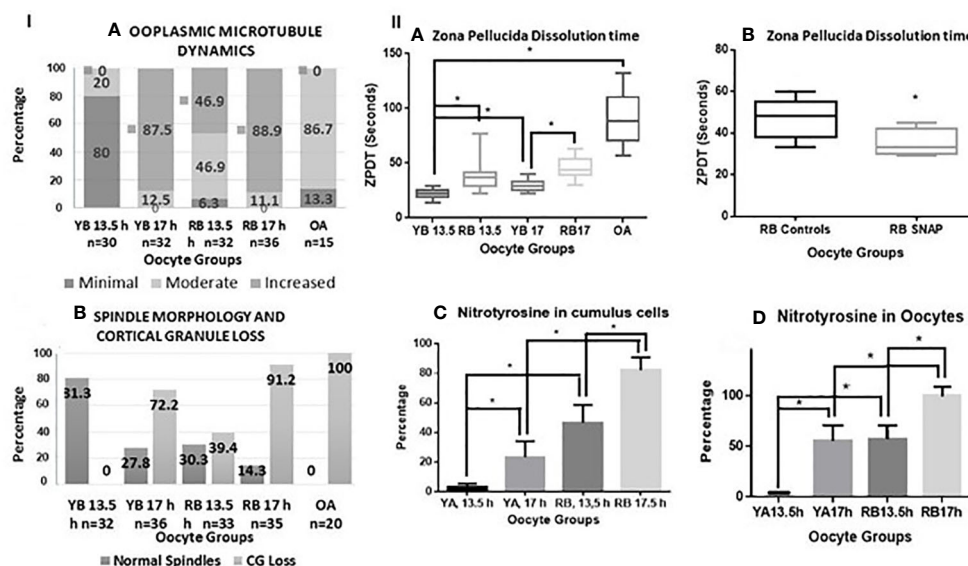 I
A
OOPLASMIC MICROTUBULE
DYNAMICS
Percentage
100
80
60
40
20
0
0
20
80
87.5
12.5
0
46.9
46.9
6.3
88.9
11.1
0
0
86.7
13.3
YB 13.5 h
n=30
YB 17 h
n=32
RB 13.5
h n=32
RB 17 h
n=36
OA
n=15
Oocyte Groups
Minimal
Moderate
Increased
B
SPINDLE MORPHOLOGY AND
CORTICAL GRANULE LOSS
Percentage
100
80
60
40
20
0
31.3
0
27.8
72.2
30.3
39.4
14.3
91.2
0
100
YB 13.5
h n=32
YB 17 h
n=36
RB 13.5
h n=33
RB 17 h
n=35
OA
n=20
Oocyte Groups
Normal Spindles
CG Loss
II
A
Zona Pellucida Dissolution time
ZPDT (Seconds)
150
100
50
0
*
*
*
*
YB 13.5
RB 13.5
YB 17
RB17
OA
Oocyte Groups
B
Zona Pellucida Dissolution time
ZPDT (Seconds)
80
60
40
20
0
*
RB Controls
RB SNAP
Oocyte Groups
C
Nitrotyrosine in cumulus cells
Percentage
100
80
60
40
20
0
*
*
*
*
YA, 13.5h
YA, 17h
RB, 13,5h
RB 17.5h
Oocyte Groups
D
Nitrotyrosine in Oocytes
Percentage
100
50
0
*
*
*
*
YA13.5h
YA17h
RB13.5h
RB17h
Oocyte Groups